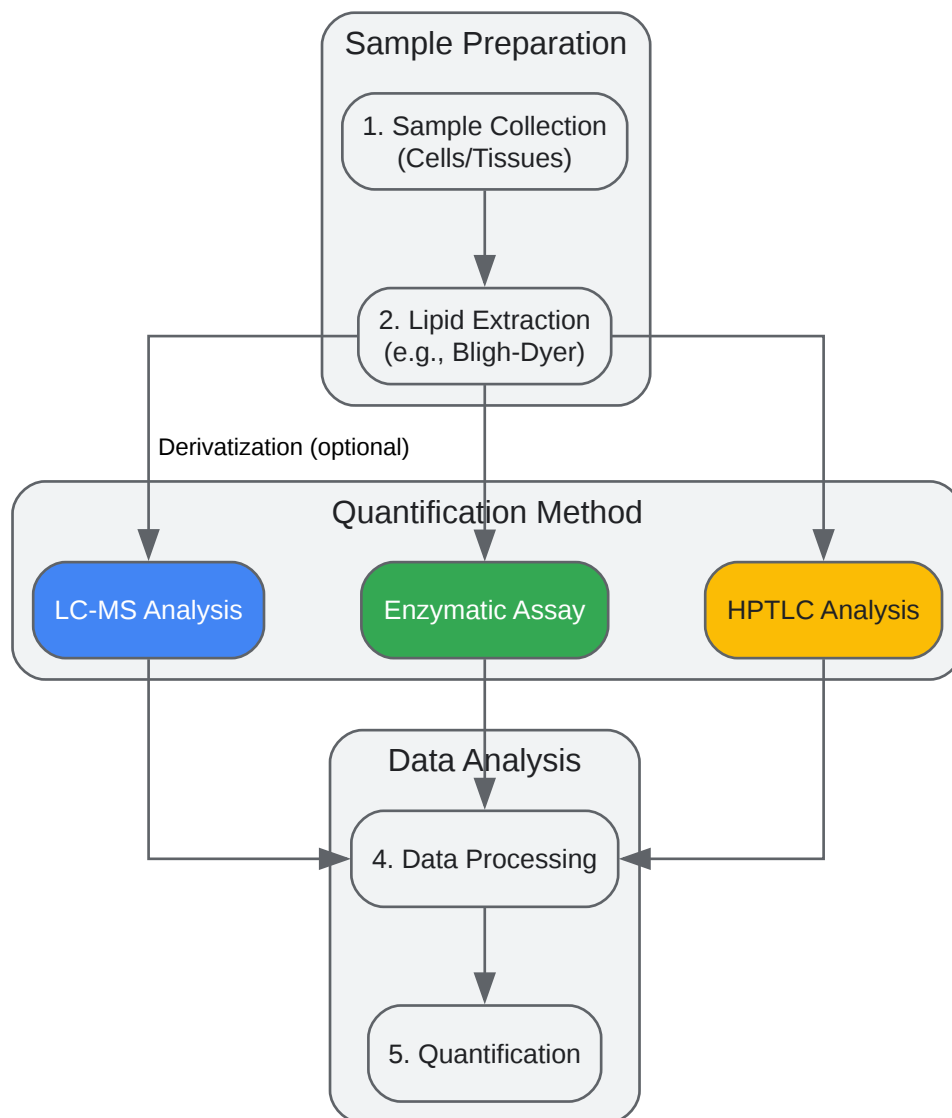 Sample Preparation
1. Sample Collection
(Cells/Tissues)
2. Lipid Extraction
(e.g., Bligh-Dyer)
Derivatization (optional)
Quantification Method
LC-MS Analysis
Enzymatic Assay
HPTLC Analysis
Data Analysis
4. Data Processing
5. Quantification